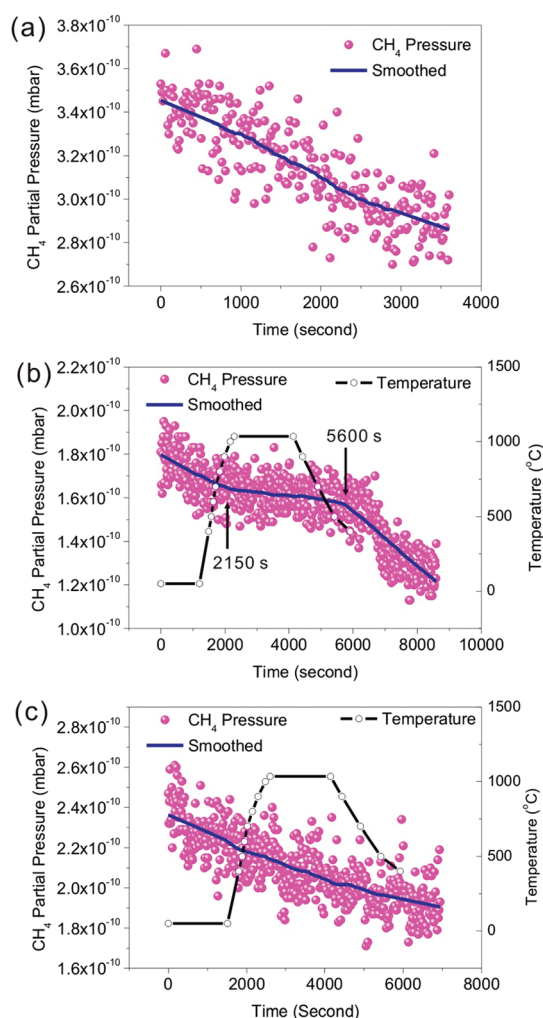 (a)
3.8x10-10
3.6x10-10
3.4x10-10
3.2x10-10
3.0x10-10
2.8x10-10
2.6x10-10
CH4 Partial Pressure (mbar)
CH4 Pressure
Smoothed
0 1000 2000 3000 4000
Time (second)
(b)
2.2x10-10
2.0x10-10
1.8x10-10
1.6x10-10
1.4x10-10
1.2x10-10
1.0x10-10
CH4 Partial Pressure (mbar)
CH4 Pressure
Temperature
Smoothed
5600 s
2150 s
1500
1000
500
0
Temperature (°C)
0 2000 4000 6000 8000 10000
Time (second)
(c)
2.8x10-10
2.6x10-10
2.4x10-10
2.2x10-10
2.0x10-10
1.8x10-10
1.6x10-10
CH4 Partial Pressure (mbar)
CH4 Pressure
Temperature
Smoothed
1500
1000
500
0
Temperature (°C)
0 2000 4000 6000 8000
Time (Second)